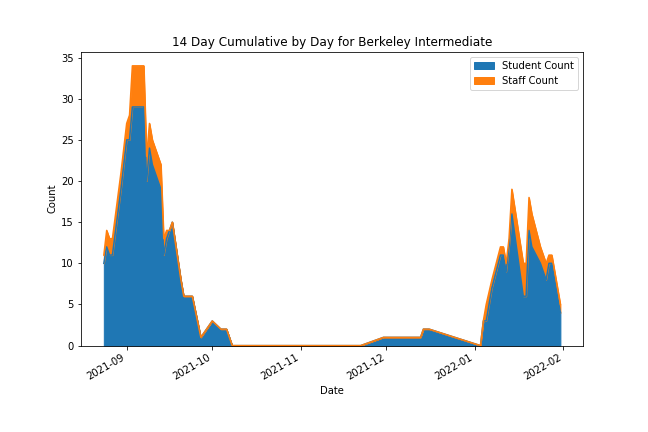 14 Day Cumulative by Day for Berkeley Intermediate
35
30
25
20
15
10
5
0
Count
Student Count
Staff Count
2021-09
2021-10
2021-11
2021-12
2022-01
2022-02
Date